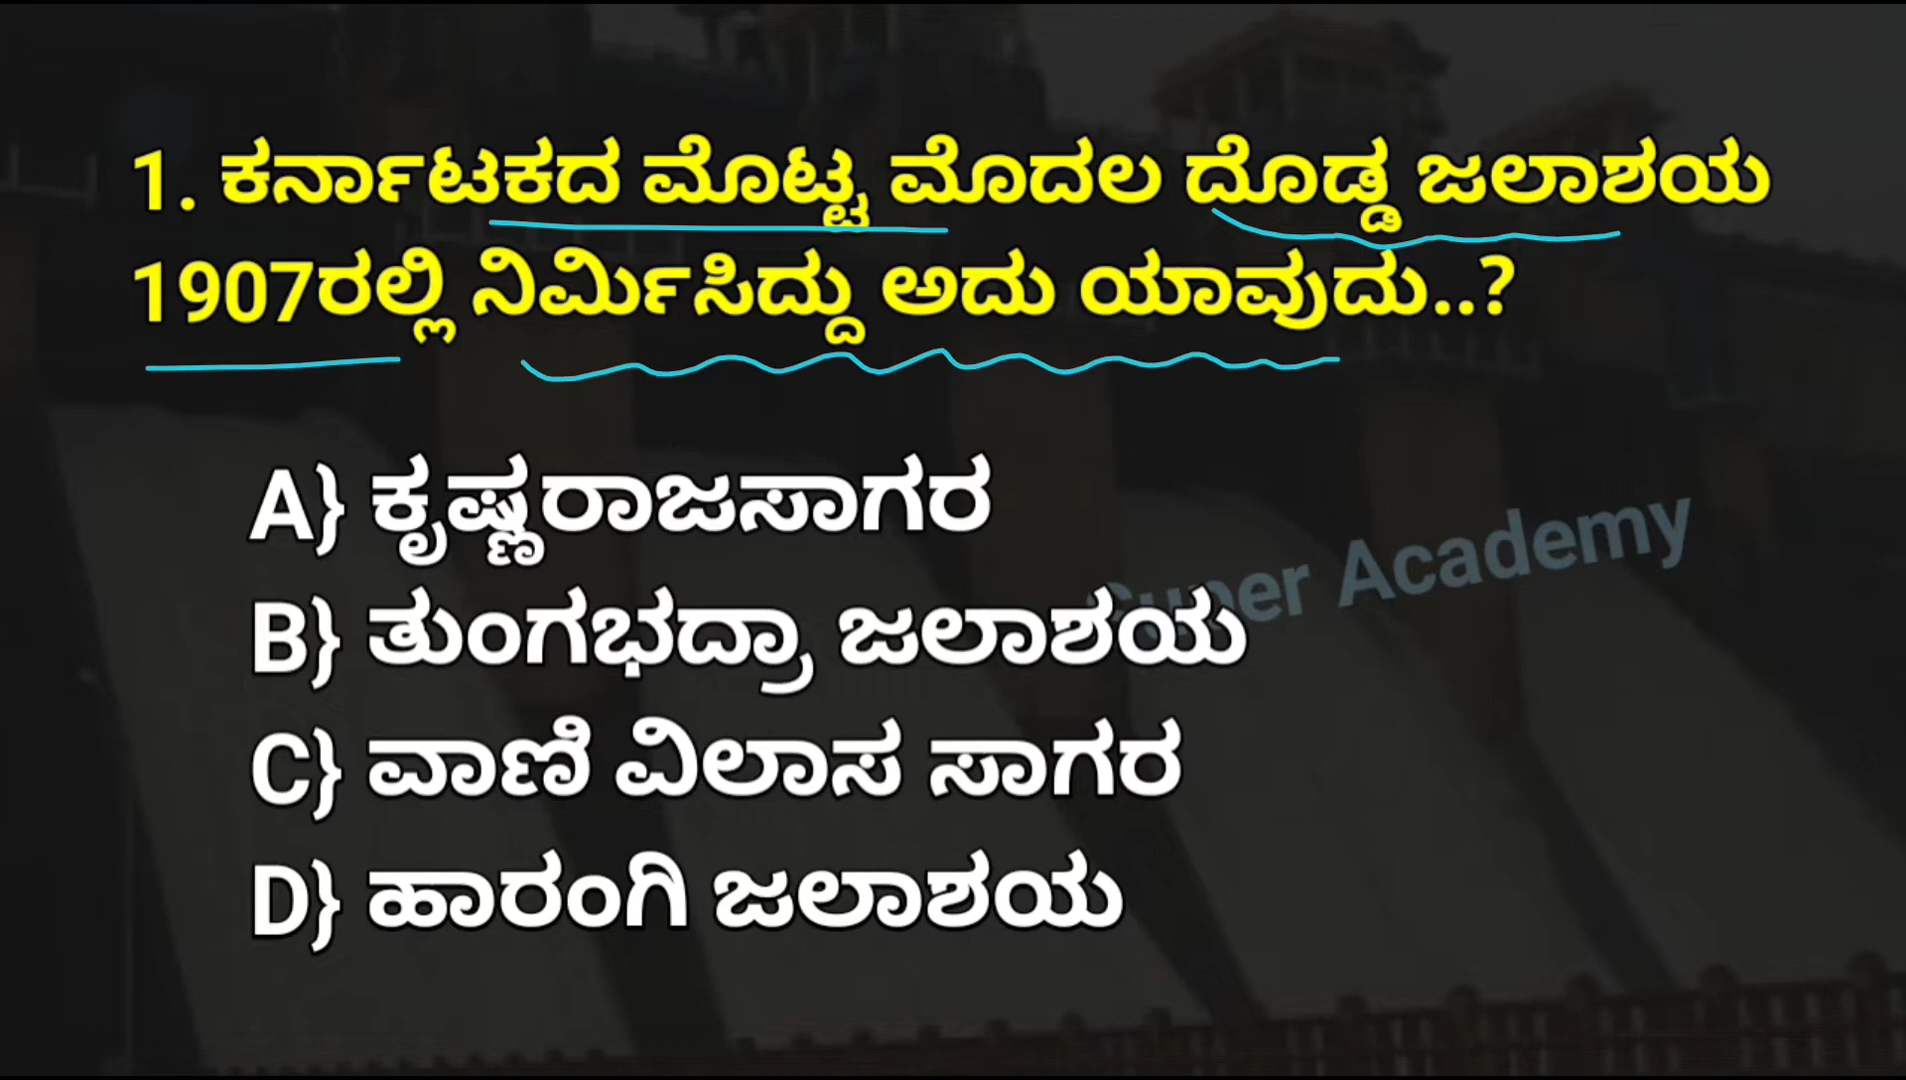 1. ಕರ್ನಾಟಕದ ಮೊಟ್ಟ ಮೊದಲ ದೊಡ್ಡ ಜಲಾಶಯ
1907ರಲ್ಲಿ ನಿರ್ಮಿಸಿದ್ದು ಅದು ಯಾವುದು..?
A} ಕೃಷ್ಣರಾಜಸಾಗರ
Super Academy
B} ತುಂಗಭದ್ರಾ ಜಲಾಶಯ
C} ವಾಣಿ ವಿಲಾಸ ಸಾಗರ
D} ಹಾರಂಗಿ ಜಲಾಶಯ